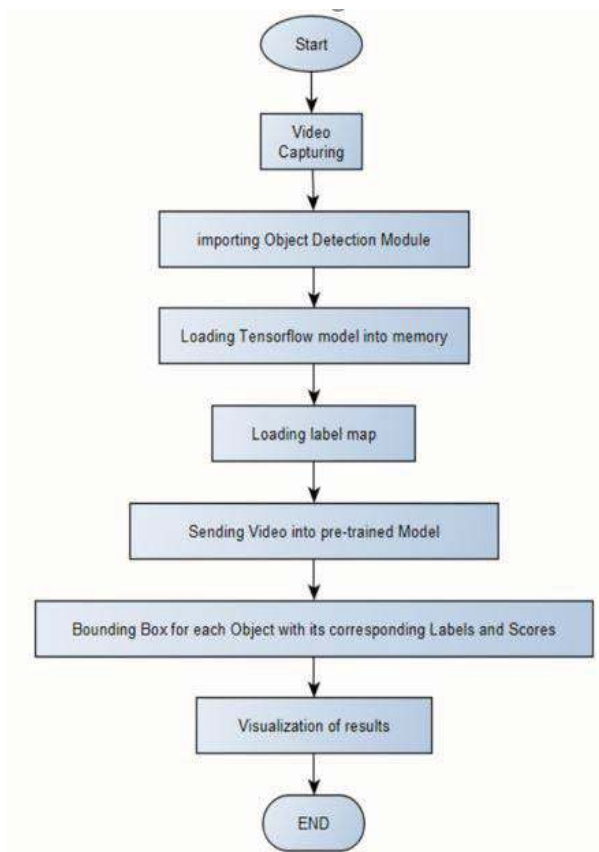 Start
Video
Capturing
importing Object Detection Module
Loading Tensorflow model into memory
Loading label map
Sending Video into pre-trained Model
Bounding Box for each Object with its corresponding Labels and Scores
Visualization of results
END